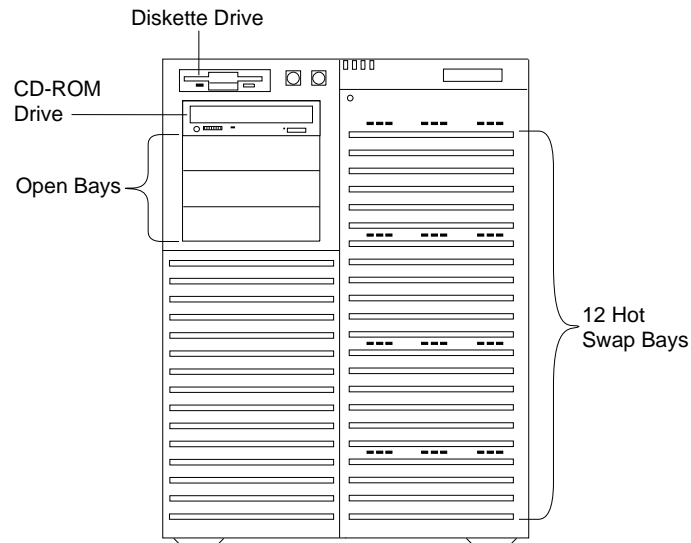 Diskette Drive
CD-ROM
Drive
Open Bays
12 Hot
Swap Bays